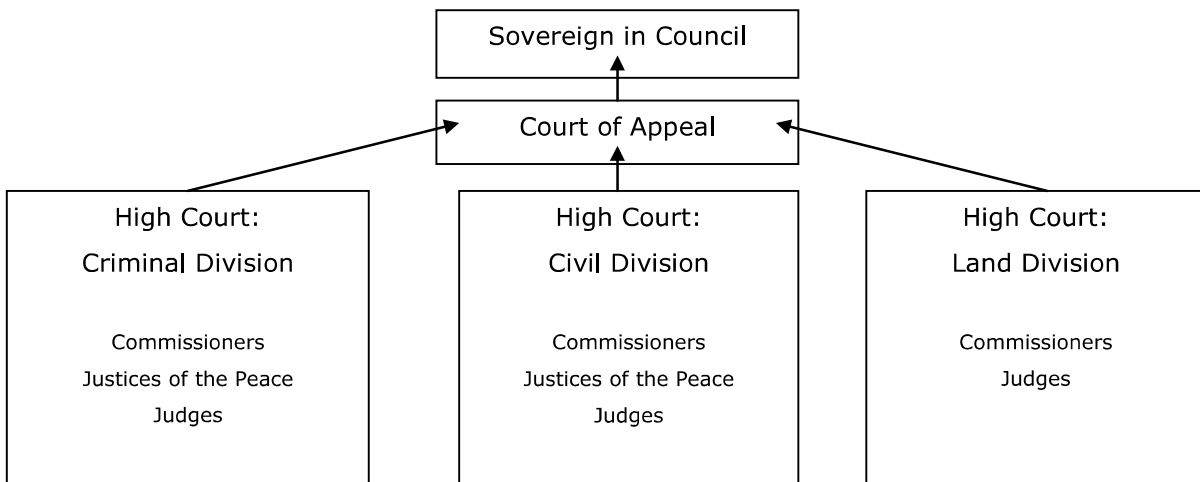 Sovereign in Council
Court of Appeal
High Court:
Criminal Division
Commissioners
Justices of the Peace
Judges
High Court:
Civil Division
Commissioners
Justices of the Peace
Judges
High Court:
Land Division
Commissioners
Judges